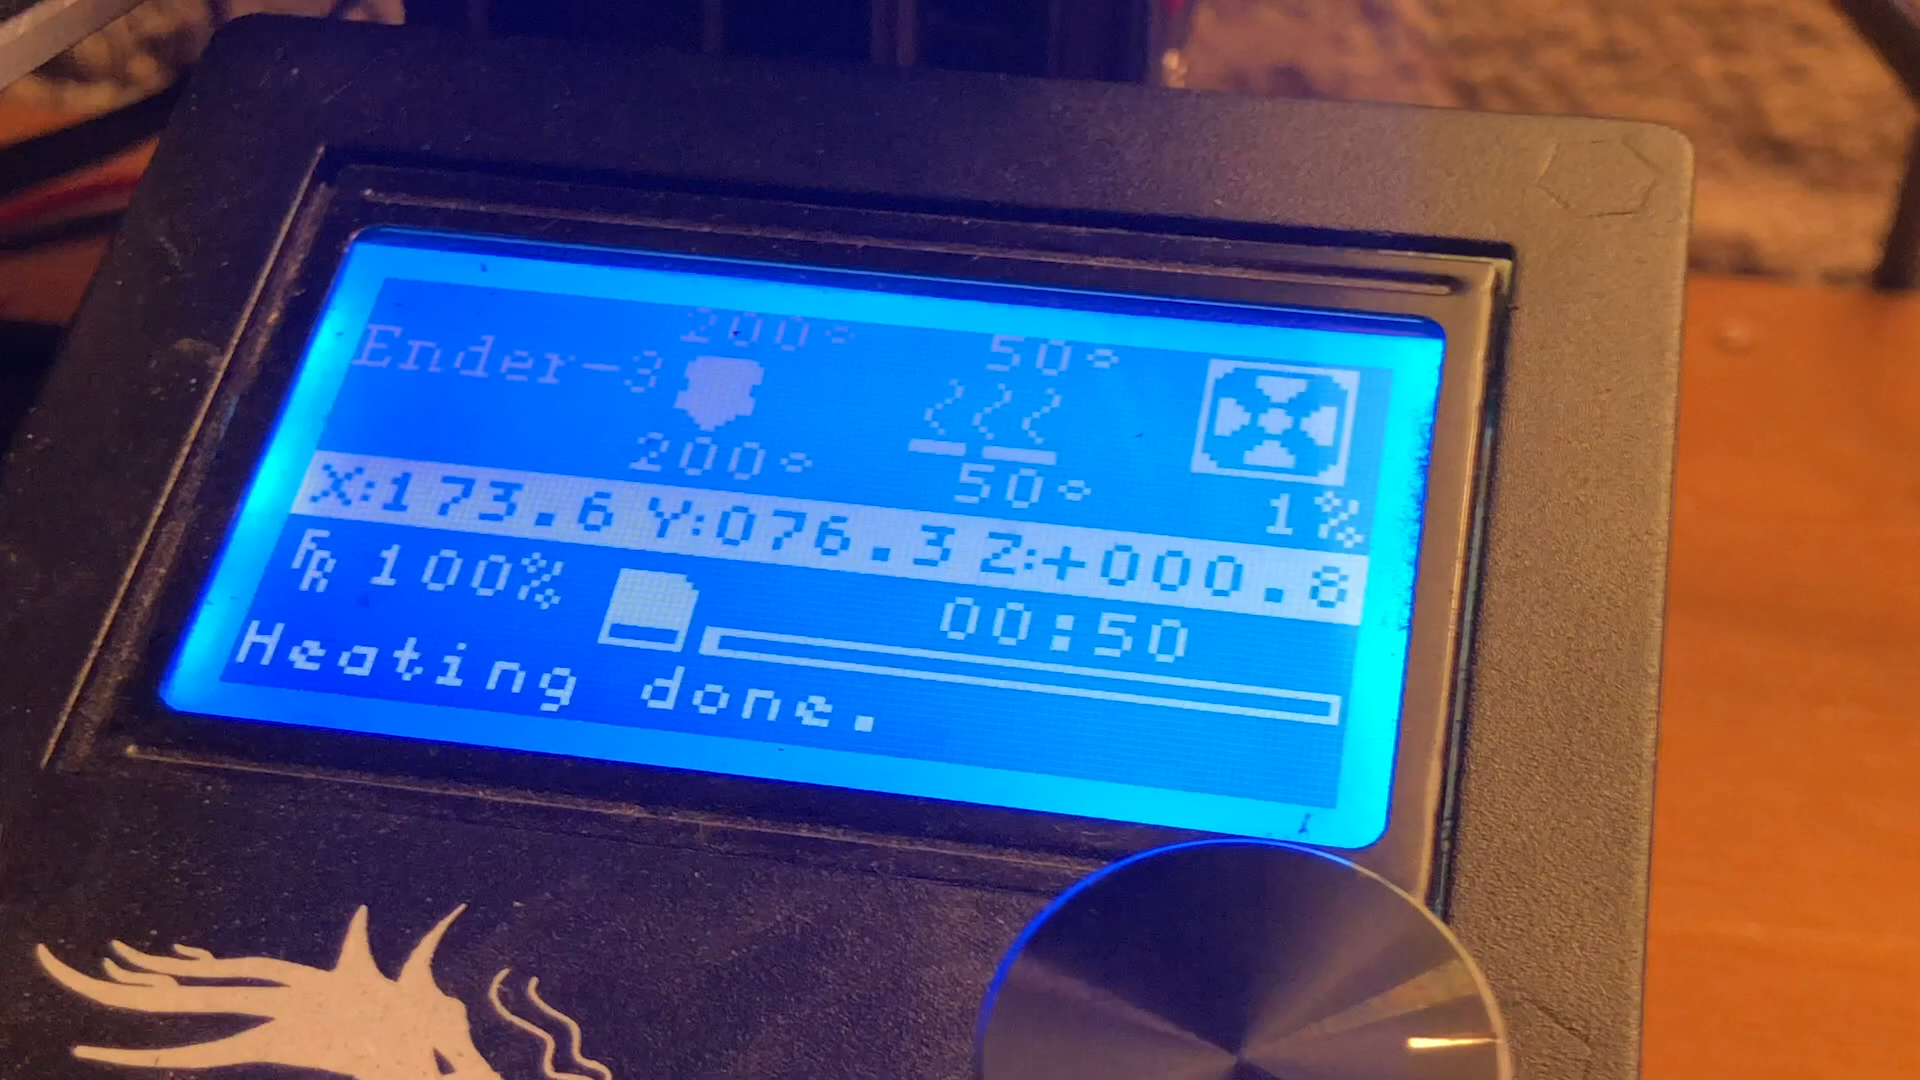 200° 50°
Ender-3
200° 50° 1%
X:173.6 Y:076.3 Z:+000.8
FR 100% 00:50
Heating done.